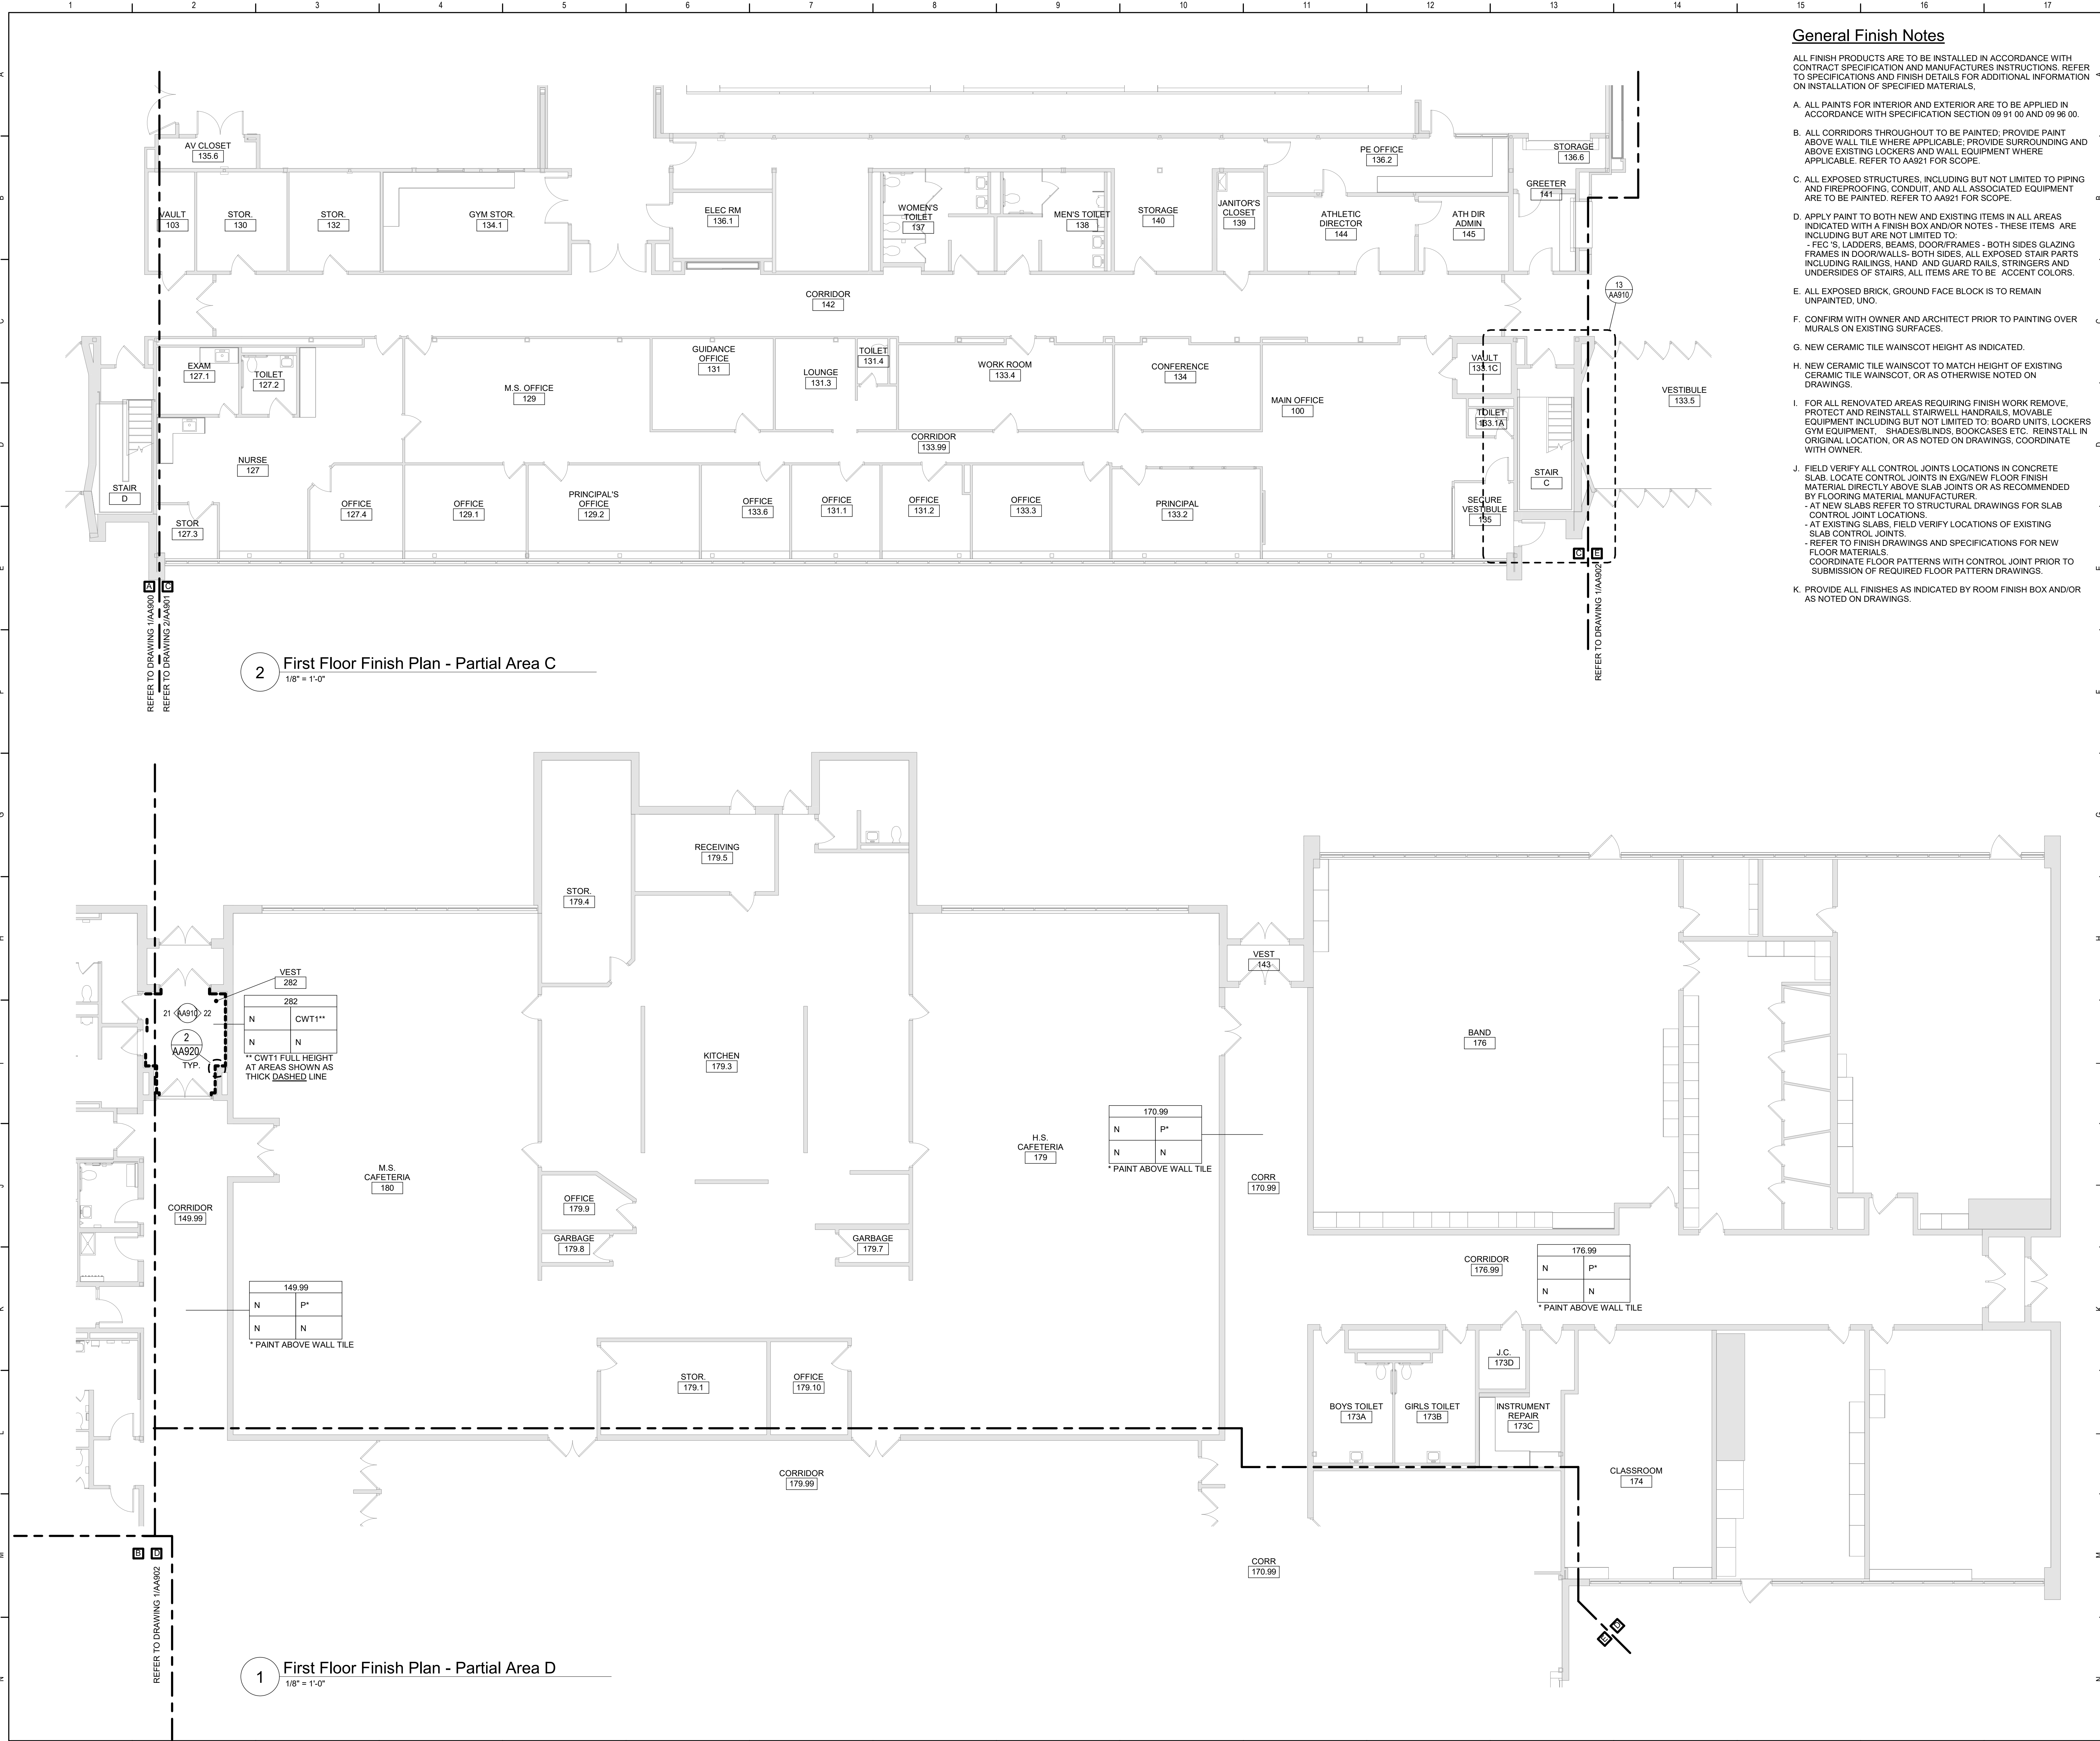 1 2 3 4 5 6 7 8 9 10 11 12 13 14 15 16 17
A
B
C
D
E
F
G
H
J
K
L
M
N
General Finish Notes
ALL FINISH PRODUCTS ARE TO BE INSTALLED IN ACCORDANCE WITH
CONTRACT SPECIFICATION AND MANUFACTURES INSTRUCTIONS. REFER
TO SPECIFICATIONS AND FINISH DETAILS FOR ADDITIONAL INFORMATION
ON INSTALLATION OF SPECIFIED MATERIALS,
A. ALL PAINTS FOR INTERIOR AND EXTERIOR ARE TO BE APPLIED IN
ACCORDANCE WITH SPECIFICATION SECTION 09 91 00 AND 09 96 00.
B. ALL CORRIDORS THROUGHOUT TO BE PAINTED; PROVIDE PAINT
ABOVE WALL TILE WHERE APPLICABLE; PROVIDE SURROUNDING AND
ABOVE EXISTING LOCKERS AND WALL EQUIPMENT WHERE
APPLICABLE. REFER TO AA921 FOR SCOPE.
C. ALL EXPOSED STRUCTURES, INCLUDING BUT NOT LIMITED TO PIPING
AND FIREPROOFING, CONDUIT, AND ALL ASSOCIATED EQUIPMENT
ARE TO BE PAINTED. REFER TO AA921 FOR SCOPE.
D. APPLY PAINT TO BOTH NEW AND EXISTING ITEMS IN ALL AREAS
INDICATED WITH A FINISH BOX AND/OR NOTES - THESE ITEMS ARE
INCLUDING BUT ARE NOT LIMITED TO:
- FEC 'S, LADDERS, BEAMS, DOOR/FRAMES - BOTH SIDES GLAZING
FRAMES IN DOOR/WALLS- BOTH SIDES, ALL EXPOSED STAIR PARTS
INCLUDING RAILINGS, HAND AND GUARD RAILS, STRINGERS AND
UNDERSIDES OF STAIRS, ALL ITEMS ARE TO BE ACCENT COLORS.
E. ALL EXPOSED BRICK, GROUND FACE BLOCK IS TO REMAIN
UNPAINTED, UNO.
F. CONFIRM WITH OWNER AND ARCHITECT PRIOR TO PAINTING OVER
MURALS ON EXISTING SURFACES.
G. NEW CERAMIC TILE WAINSCOT HEIGHT AS INDICATED.
H. NEW CERAMIC TILE WAINSCOT TO MATCH HEIGHT OF EXISTING
CERAMIC TILE WAINSCOT, OR AS OTHERWISE NOTED ON
DRAWINGS.
I. FOR ALL RENOVATED AREAS REQUIRING FINISH WORK REMOVE,
PROTECT AND REINSTALL STAIRWELL HANDRAILS, MOVABLE
EQUIPMENT INCLUDING BUT NOT LIMITED TO: BOARD UNITS, LOCKERS
GYM EQUIPMENT, SHADES/BLINDS, BOOKCASES ETC. REINSTALL IN
ORIGINAL LOCATION, OR AS NOTED ON DRAWINGS, COORDINATE
WITH OWNER.
J. FIELD VERIFY ALL CONTROL JOINTS LOCATIONS IN CONCRETE
SLAB. LOCATE CONTROL JOINTS IN EXG/NEW FLOOR FINISH
MATERIAL DIRECTLY ABOVE SLAB JOINTS OR AS RECOMMENDED
BY FLOORING MATERIAL MANUFACTURER.
- AT NEW SLABS REFER TO STRUCTURAL DRAWINGS FOR SLAB
CONTROL JOINT LOCATIONS.
- AT EXISTING SLABS, FIELD VERIFY LOCATIONS OF EXISTING
SLAB CONTROL JOINTS.
- REFER TO FINISH DRAWINGS AND SPECIFICATIONS FOR NEW
FLOOR MATERIALS.
COORDINATE FLOOR PATTERNS WITH CONTROL JOINT PRIOR TO
SUBMISSION OF REQUIRED FLOOR PATTERN DRAWINGS.
K. PROVIDE ALL FINISHES AS INDICATED BY ROOM FINISH BOX AND/OR
AS NOTED ON DRAWINGS.
AV CLOSET
135.6
VAULT
103
STOR.
130
STOR.
132
GYM STOR.
134.1
ELEC RM
136.1
WOMEN'S
TOILET
137
MEN'S TOILET
138
STORAGE
140
JANITOR'S
CLOSET
139
PE OFFICE
136.2
ATHLETIC
DIRECTOR
144
ATH DIR
ADMIN
145
STORAGE
136.6
GREETER
141
CORRIDOR
142
13
AA910
EXAM
127.1
TOILET
127.2
M.S. OFFICE
129
GUIDANCE
OFFICE
131
LOUNGE
131.3
TOILET
131.4
WORK ROOM
133.4
CONFERENCE
134
MAIN OFFICE
100
VAULT
133.1C
TOILET
133.1A
VESTIBULE
133.5
CORRIDOR
133.99
NURSE
127
STAIR
D
STAIR
C
STOR
127.3
OFFICE
127.4
OFFICE
129.1
PRINCIPAL'S
OFFICE
129.2
OFFICE
133.6
OFFICE
131.1
OFFICE
131.2
OFFICE
133.3
PRINCIPAL
133.2
SECURE
VESTIBULE
135
A C
C E
REFER TO DRAWING 1/AA900
REFER TO DRAWING 2/AA901
REFER TO DRAWING 1/AA902
2 First Floor Finish Plan - Partial Area C
1/8" = 1'-0"
RECEIVING
179.5
STOR.
179.4
VEST
282
282
N CWT1**
N N
** CWT1 FULL HEIGHT
AT AREAS SHOWN AS
THICK DASHED LINE
21 AA910 22
2
AA920
TYP.
VEST
143
BAND
176
KITCHEN
179.3
170.99
N P*
N N
* PAINT ABOVE WALL TILE
H.S.
CAFETERIA
179
M.S.
CAFETERIA
180
CORR
170.99
CORRIDOR
149.99
OFFICE
179.9
GARBAGE
179.8
GARBAGE
179.7
149.99
N P*
N N
* PAINT ABOVE WALL TILE
CORRIDOR
176.99
176.99
N P*
N N
* PAINT ABOVE WALL TILE
STOR.
179.1
OFFICE
179.10
J.C.
173D
BOYS TOILET
173A
GIRLS TOILET
173B
INSTRUMENT
REPAIR
173C
CLASSROOM
174
CORRIDOR
179.99
CORR
170.99
B D
REFER TO DRAWING 1/AA902
E D
1 First Floor Finish Plan - Partial Area D
1/8" = 1'-0"